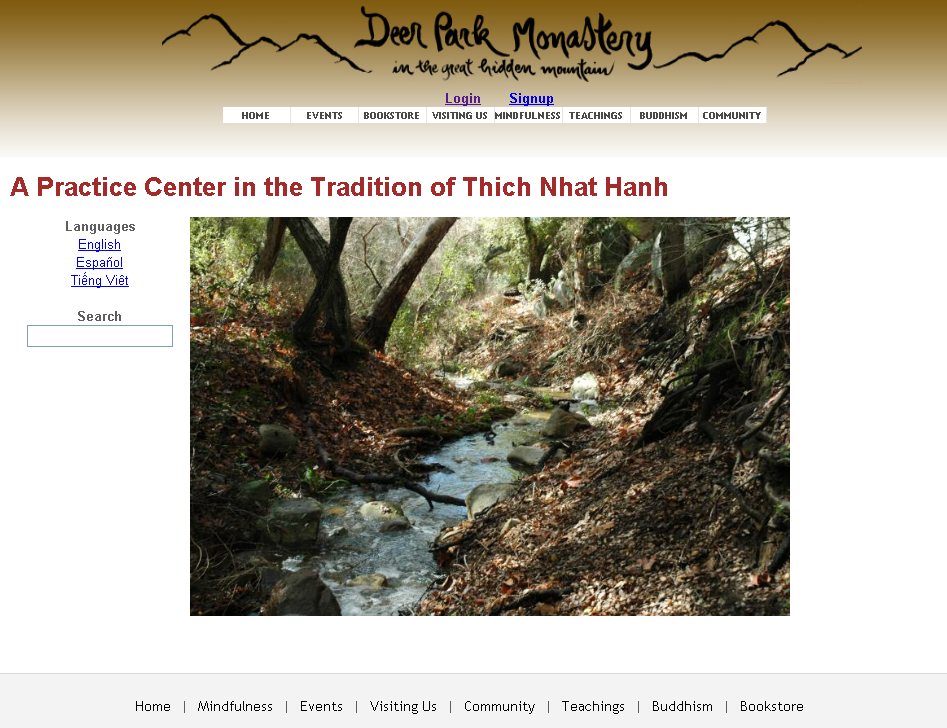 Deer Park Monastery
in the great hidden mountain
Login Signup
HOME EVENTS BOOKSTORE VISITING US MINDFULNESS TEACHINGS BUDDHISM COMMUNITY
A Practice Center in the Tradition of Thich Nhat Hanh
Languages
English
Español
Tiếng Việt
Search
Home | Mindfulness | Events | Visiting Us | Community | Teachings | Buddhism | Bookstore